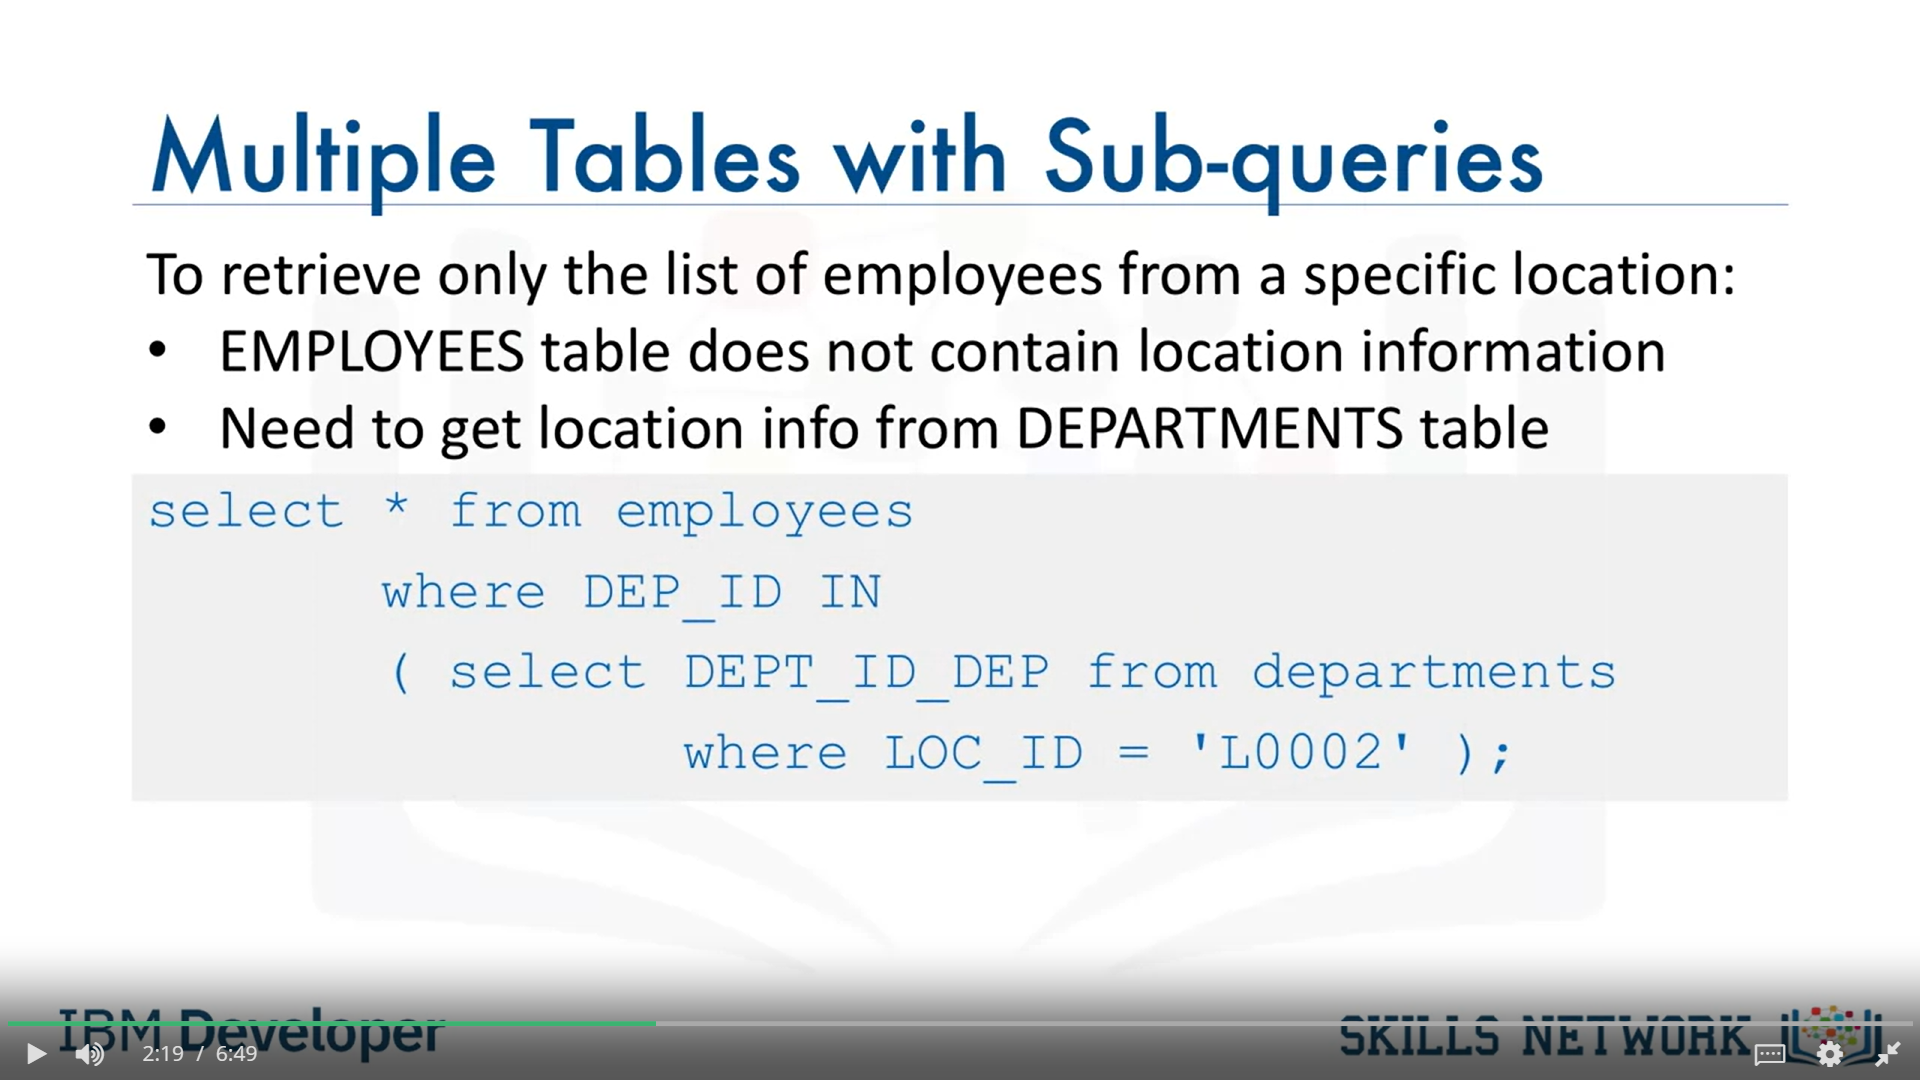 Multiple Tables with Sub-queries
To retrieve only the list of employees from a specific location:
• EMPLOYEES table does not contain location information
• Need to get location info from DEPARTMENTS table
select * from employees
where DEP_ID IN
( select DEPT_ID_DEP from departments
where LOC_ID = 'L0002' );
IBM Developer
SKILLS NETWORK
2:19 / 6:49